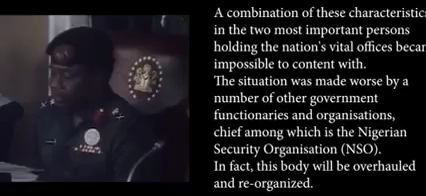 A combination of these characteristics
in the two most important persons
holding the nation's vital offices becam
impossible to content with.
The situation was made worse by a
number of other government
functionaries and organisations,
chief among which is the Nigerian
Security Organisation (NSO).
In fact, this body will be overhauled
and re-organized.